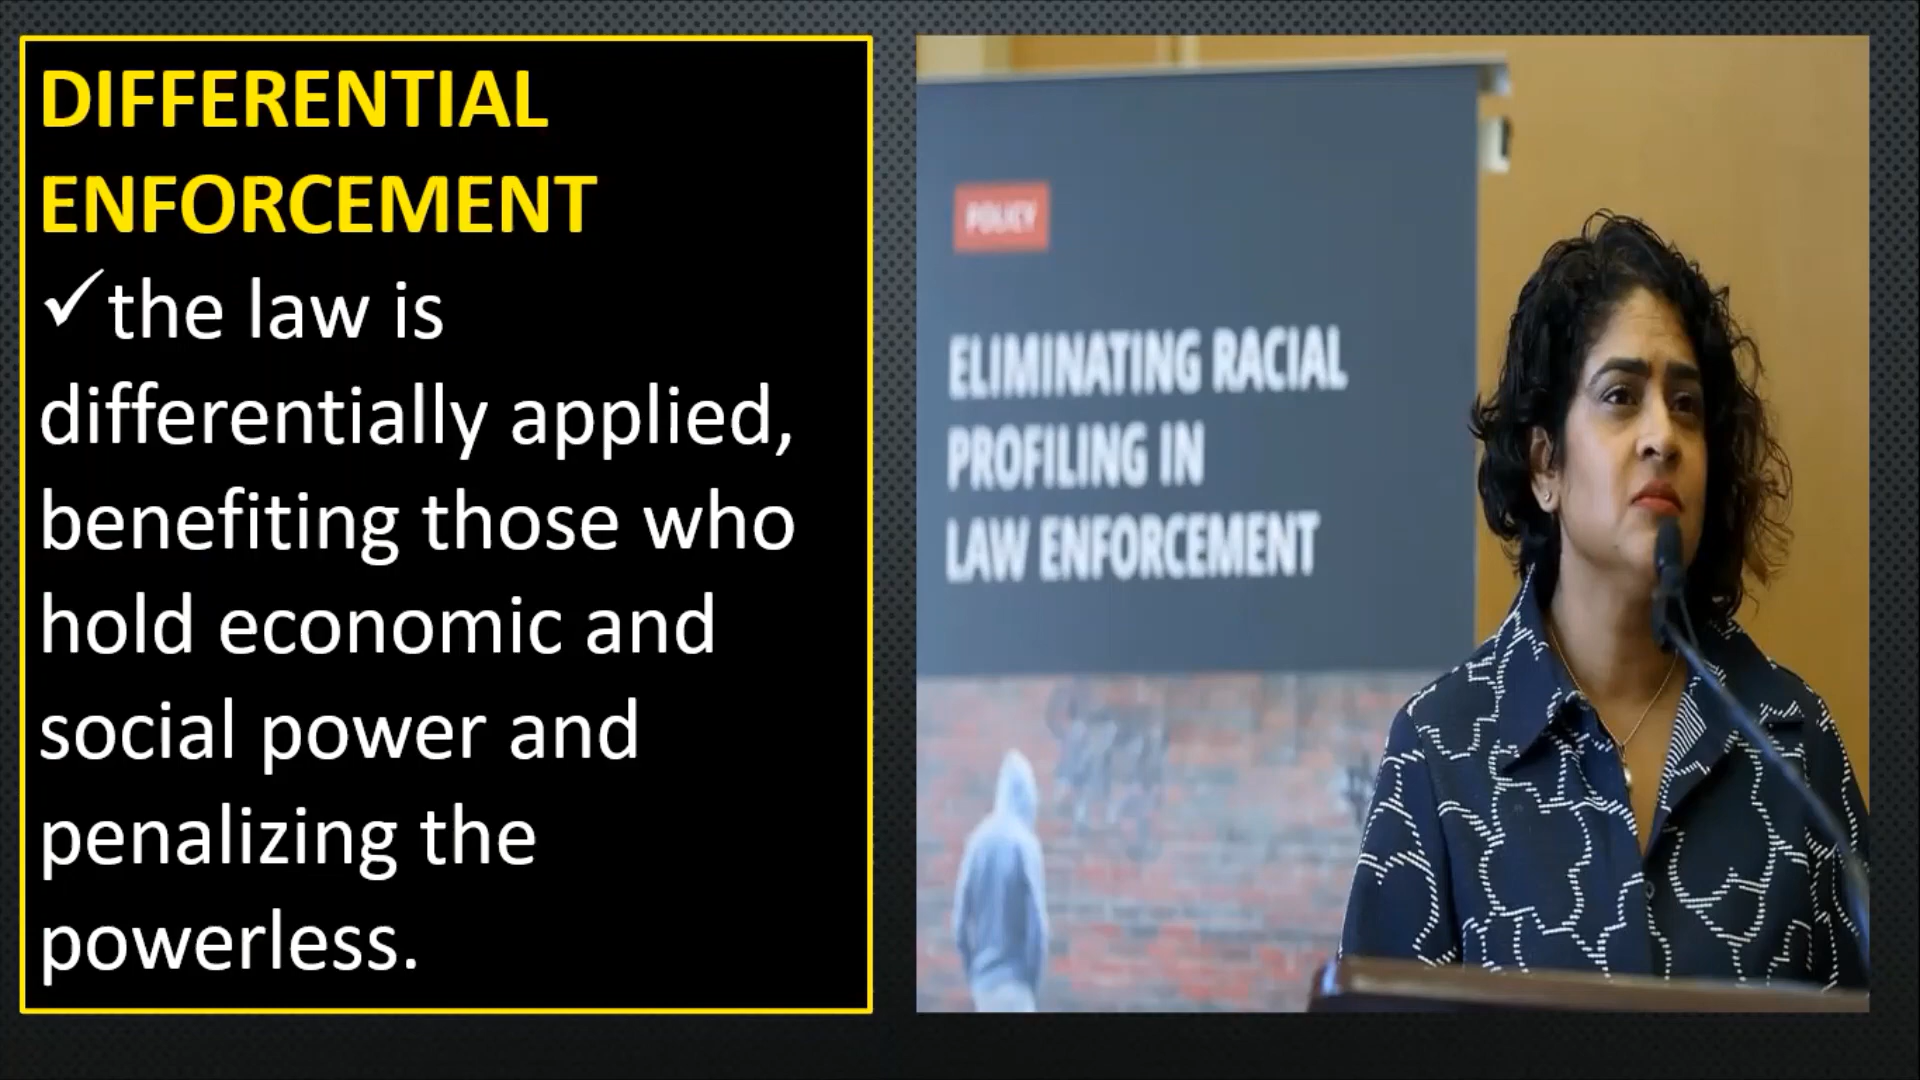 DIFFERENTIAL
ENFORCEMENT
✓the law is
differentially applied,
benefiting those who
hold economic and
social power and
penalizing the
powerless.
POLICY
ELIMINATING RACIAL
PROFILING IN
LAW ENFORCEMENT